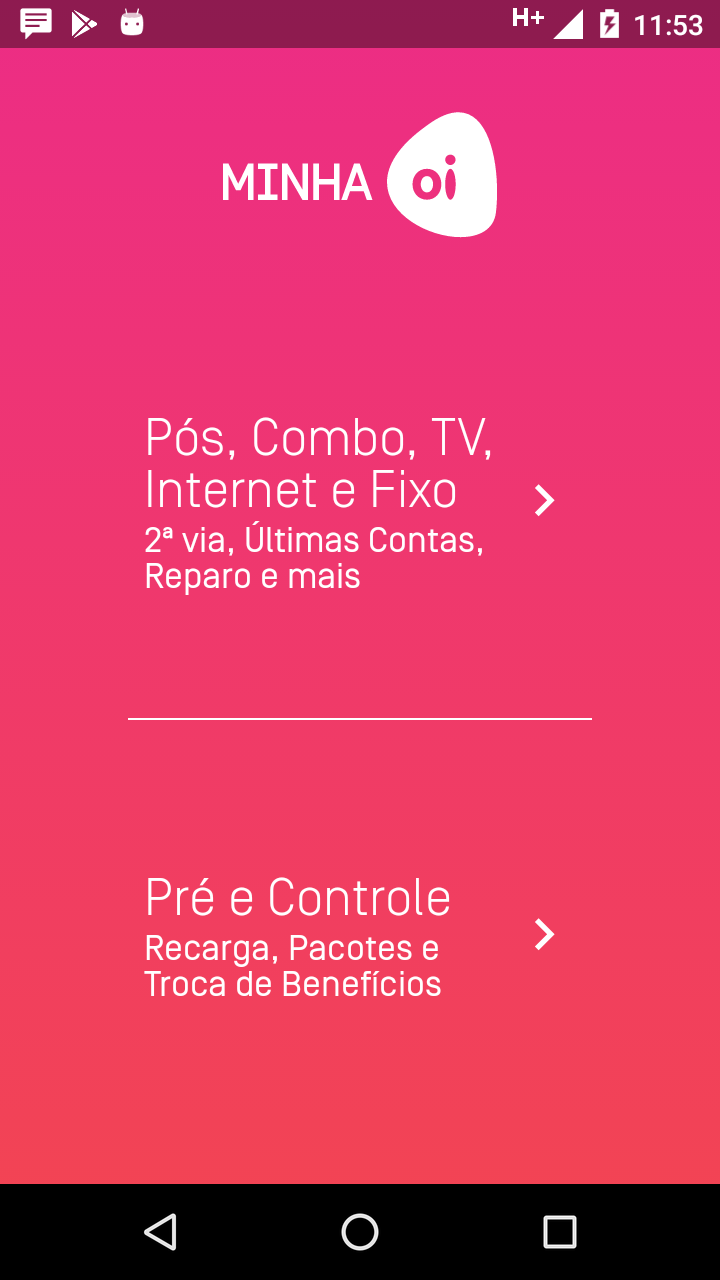 H+ 11:53
MINHA oi
Pós, Combo, TV,
Internet e Fixo
2ª via, Últimas Contas,
Reparo e mais
Pré e Controle
Recarga, Pacotes e
Troca de Benefícios